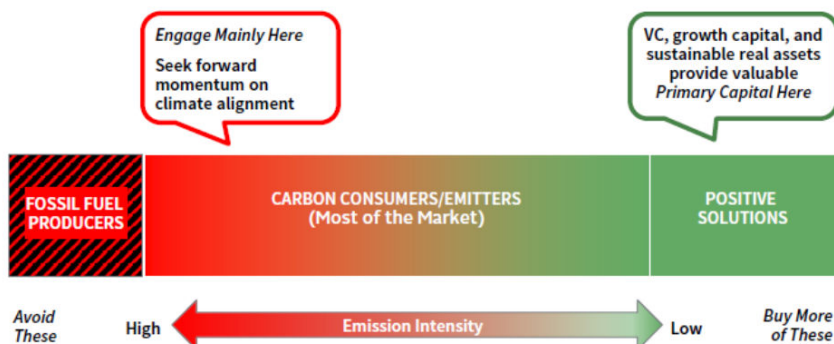 Engage Mainly Here
Seek forward
momentum on
climate alignment
VC, growth capital, and
sustainable real assets
provide valuable
Primary Capital Here
FOSSIL FUEL
PRODUCERS
CARBON CONSUMERS/EMITTERS
(Most of the Market)
POSITIVE
SOLUTIONS
Avoid
These
High
Emission Intensity
Low
Buy More
of These